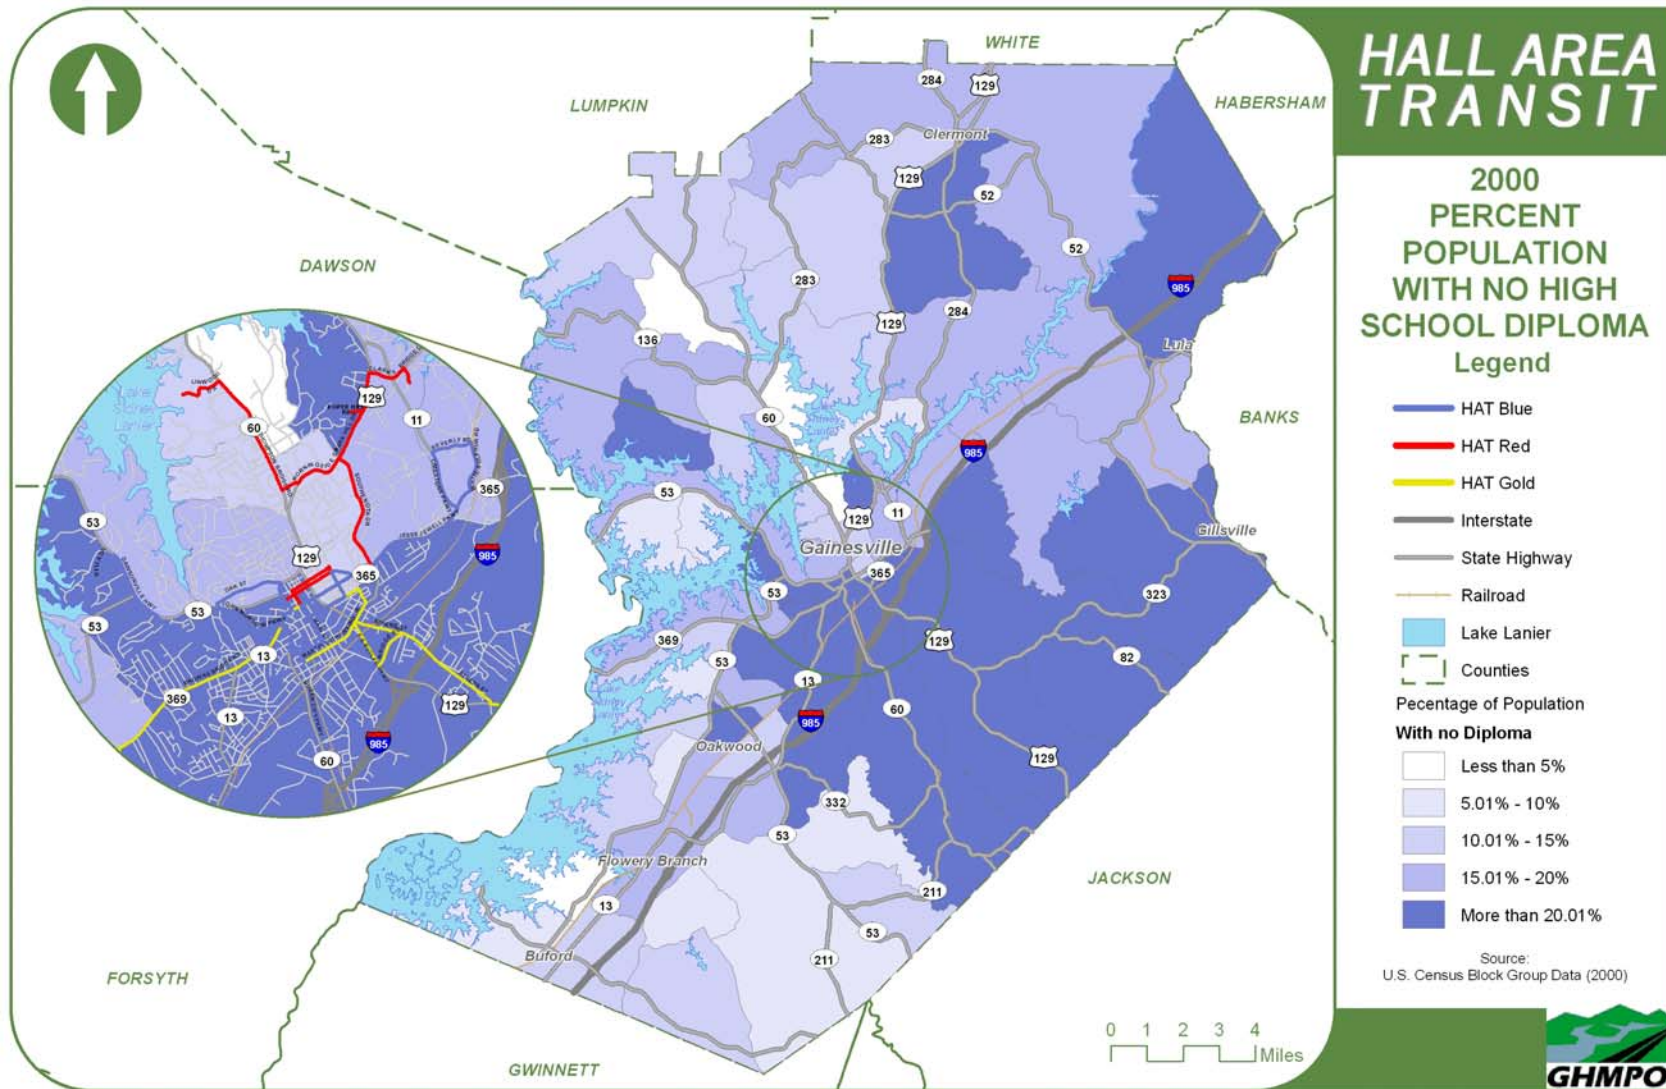 HALL AREA
TRANSIT
2000
PERCENT
POPULATION
WITH NO HIGH
SCHOOL DIPLOMA
Legend
HAT Blue
HAT Red
HAT Gold
Interstate
State Highway
Railroad
Lake Lanier
Counties
Pecentage of Population
With no Diploma
Less than 5%
5.01% - 10%
10.01% - 15%
15.01% - 20%
More than 20.01%
Source:
U.S. Census Block Group Data (2000)
GHMPO
WHITE
LUMPKIN
HABERSHAM
DAWSON
BANKS
JACKSON
FORSYTH
GWINNETT
284
129
Clermont
283
129
52
52
283
985
284
129
136
Lula
60
985
53
129
11
Gainesville
365
53
Gillsville
323
129
82
369
53
13
985
60
Oakwood
129
332
53
Flowery Branch
211
13
53
Buford
211
129
60
11
365
53
129
985
365
53
53
13
369
13
129
985
60
0 1 2 3 4
Miles